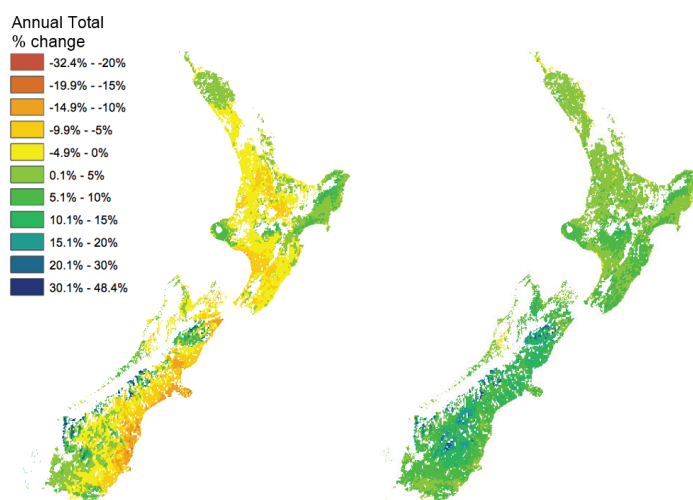 Annual Total
% change
-32.4% - -20%
-19.9% - -15%
-14.9% - -10%
-9.9% - -5%
-4.9% - 0%
0.1% - 5%
5.1% - 10%
10.1% - 15%
15.1% - 20%
20.1% - 30%
30.1% - 48.4%